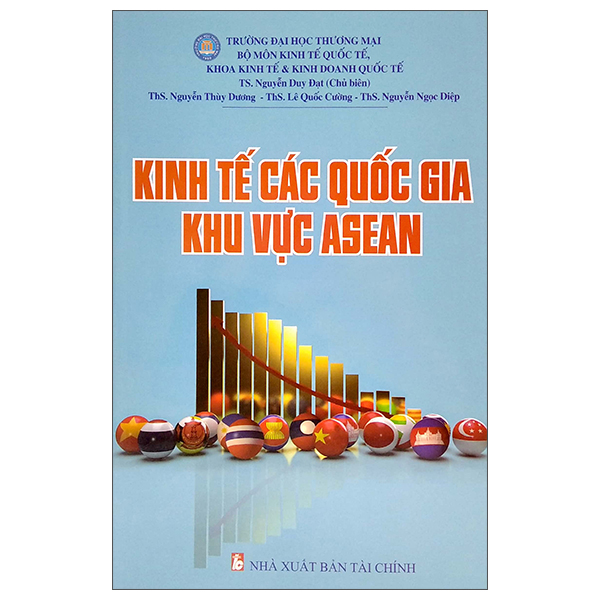 TRƯỜNG ĐẠI HỌC THƯƠNG MẠI
BỘ MÔN KINH TẾ QUỐC TẾ,
KHOA KINH TẾ & KINH DOANH QUỐC TẾ
TS. Nguyễn Duy Đạt (Chủ biên)
ThS. Nguyễn Thùy Dương - ThS. Lê Quốc Cường - ThS. Nguyễn Ngọc Diệp
KINH TẾ CÁC QUỐC GIA
KHU VỰC ASEAN
NHÀ XUẤT BẢN TÀI CHÍNH